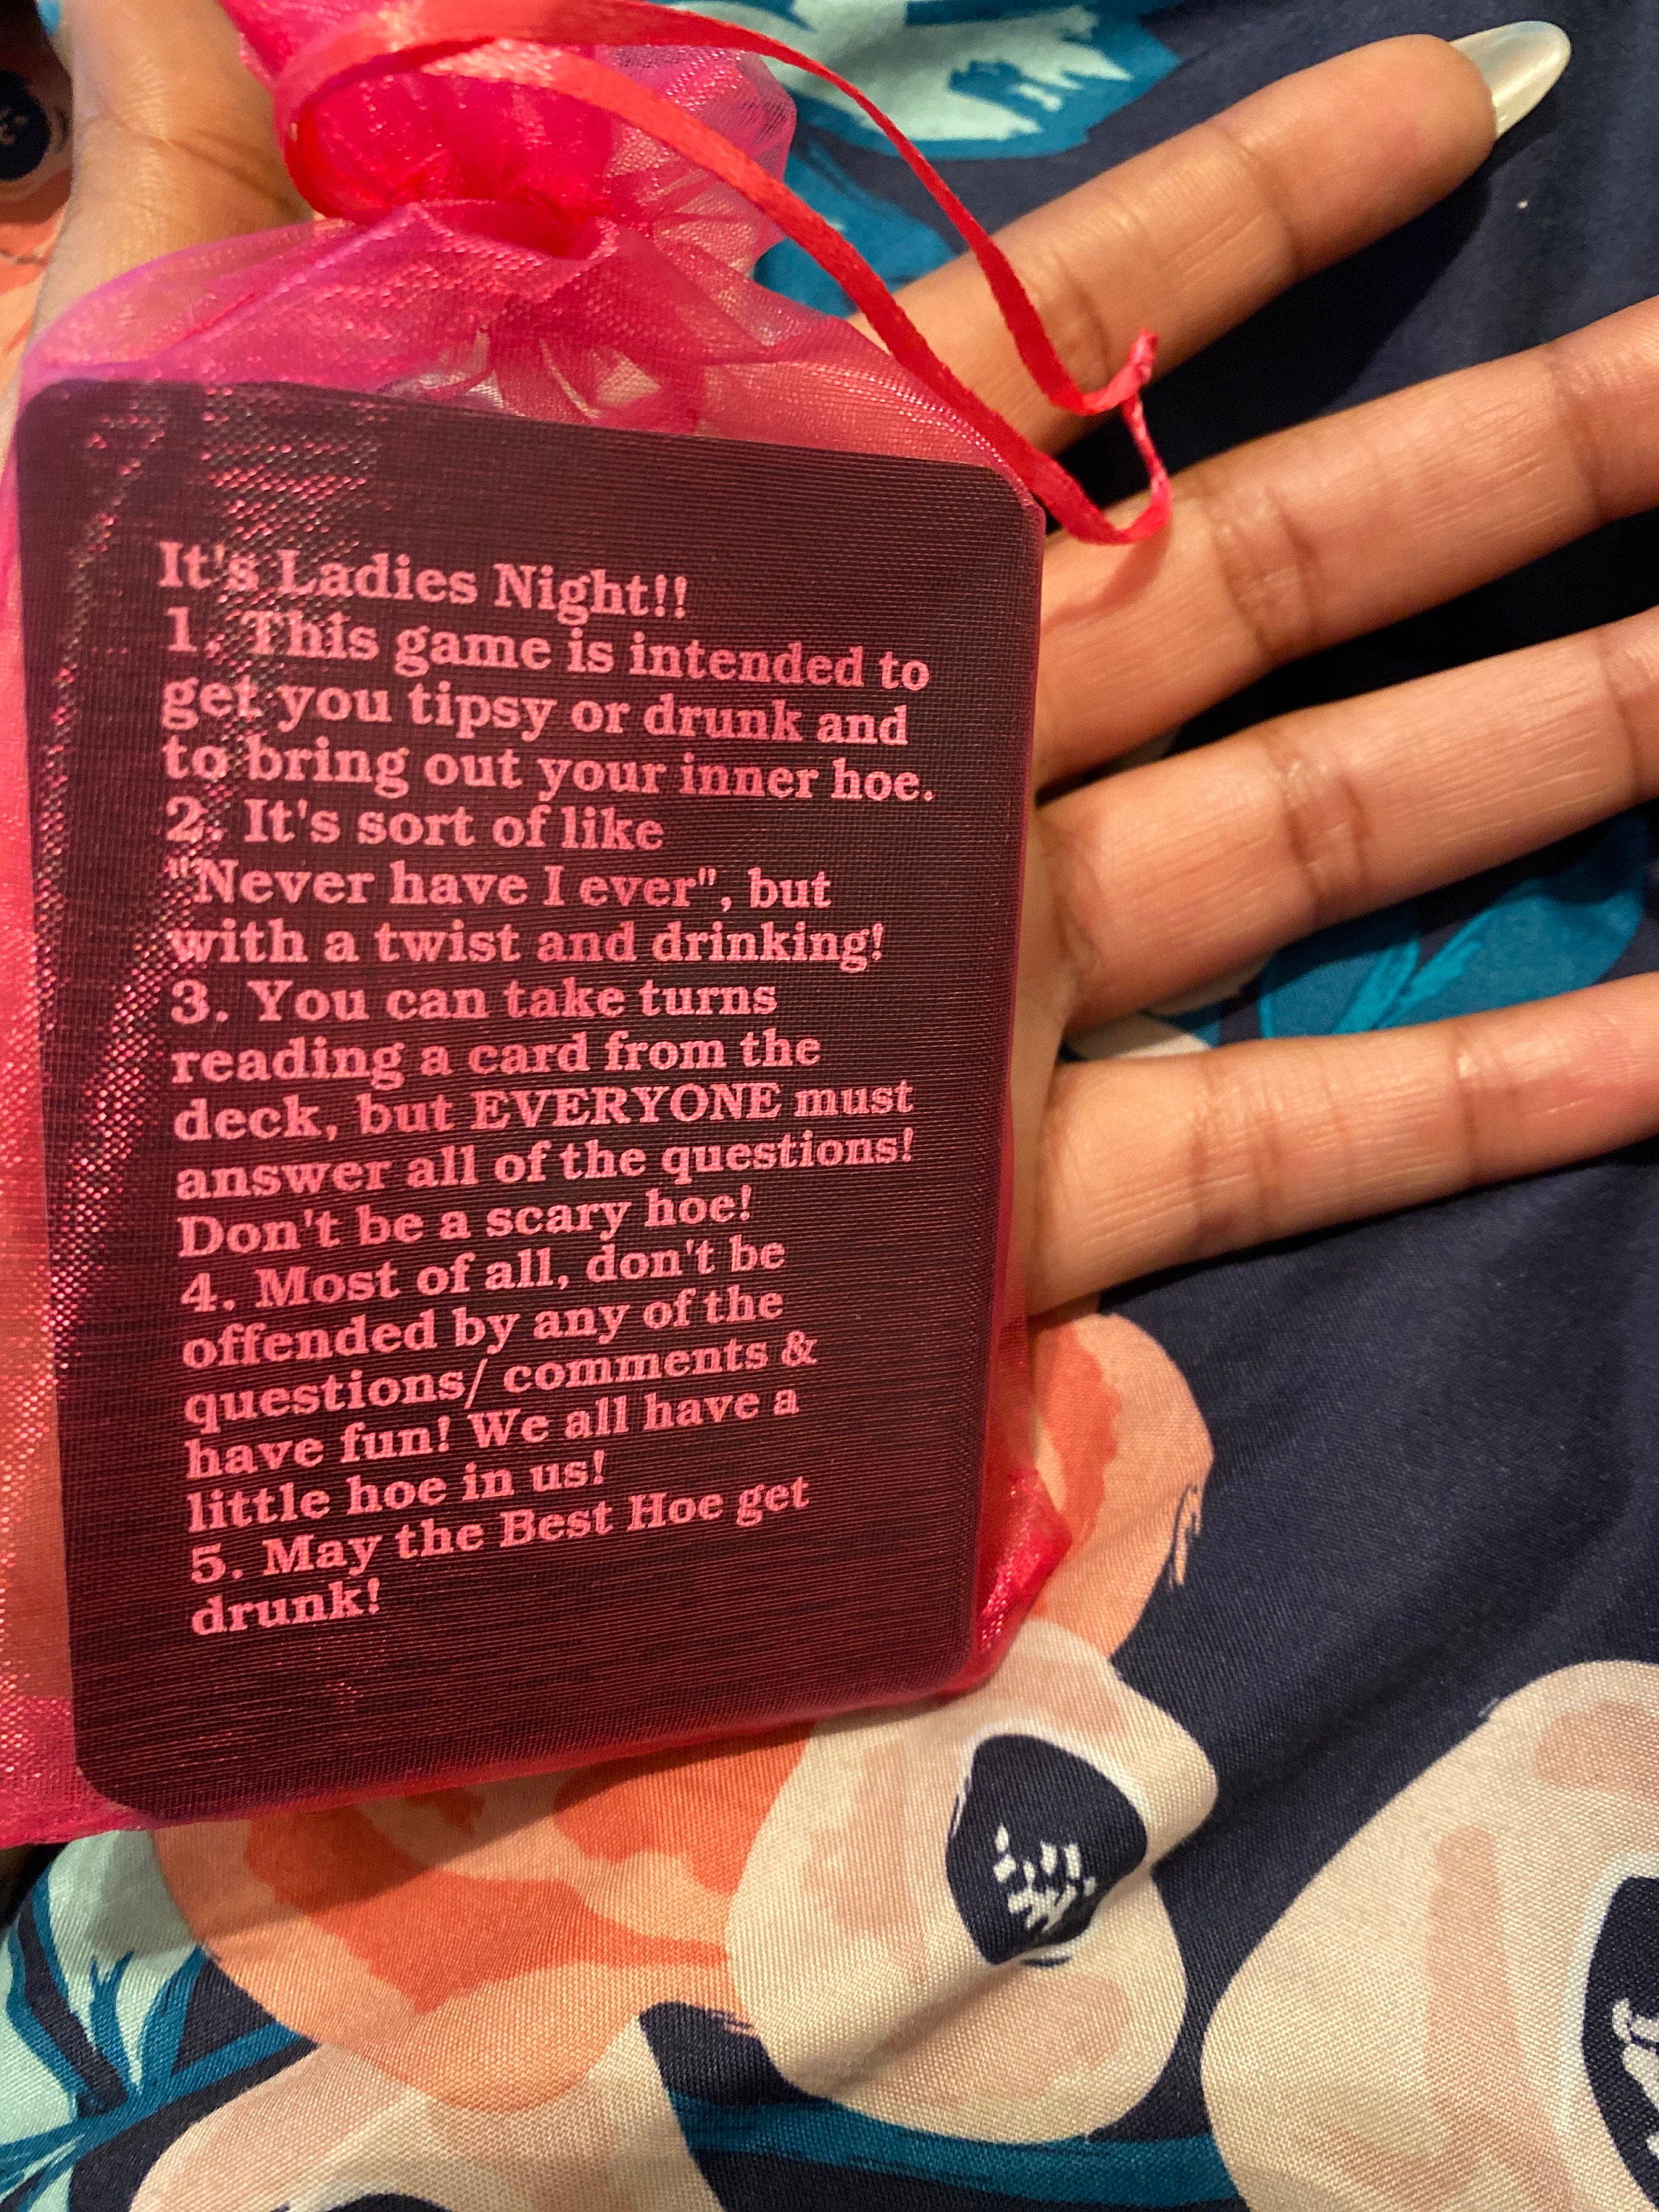 It's Ladies Night!!
1. This game is intended to
get you tipsy or drunk and
to bring out your inner hoe.
2. It's sort of like
"Never have I ever", but
with a twist and drinking!
3. You can take turns
reading a card from the
deck, but EVERYONE must
answer all of the questions!
Don't be a scary hoe!
4. Most of all, don't be
offended by any of the
questions/ comments &
have fun! We all have a
little hoe in us!
5. May the Best Hoe get
drunk!